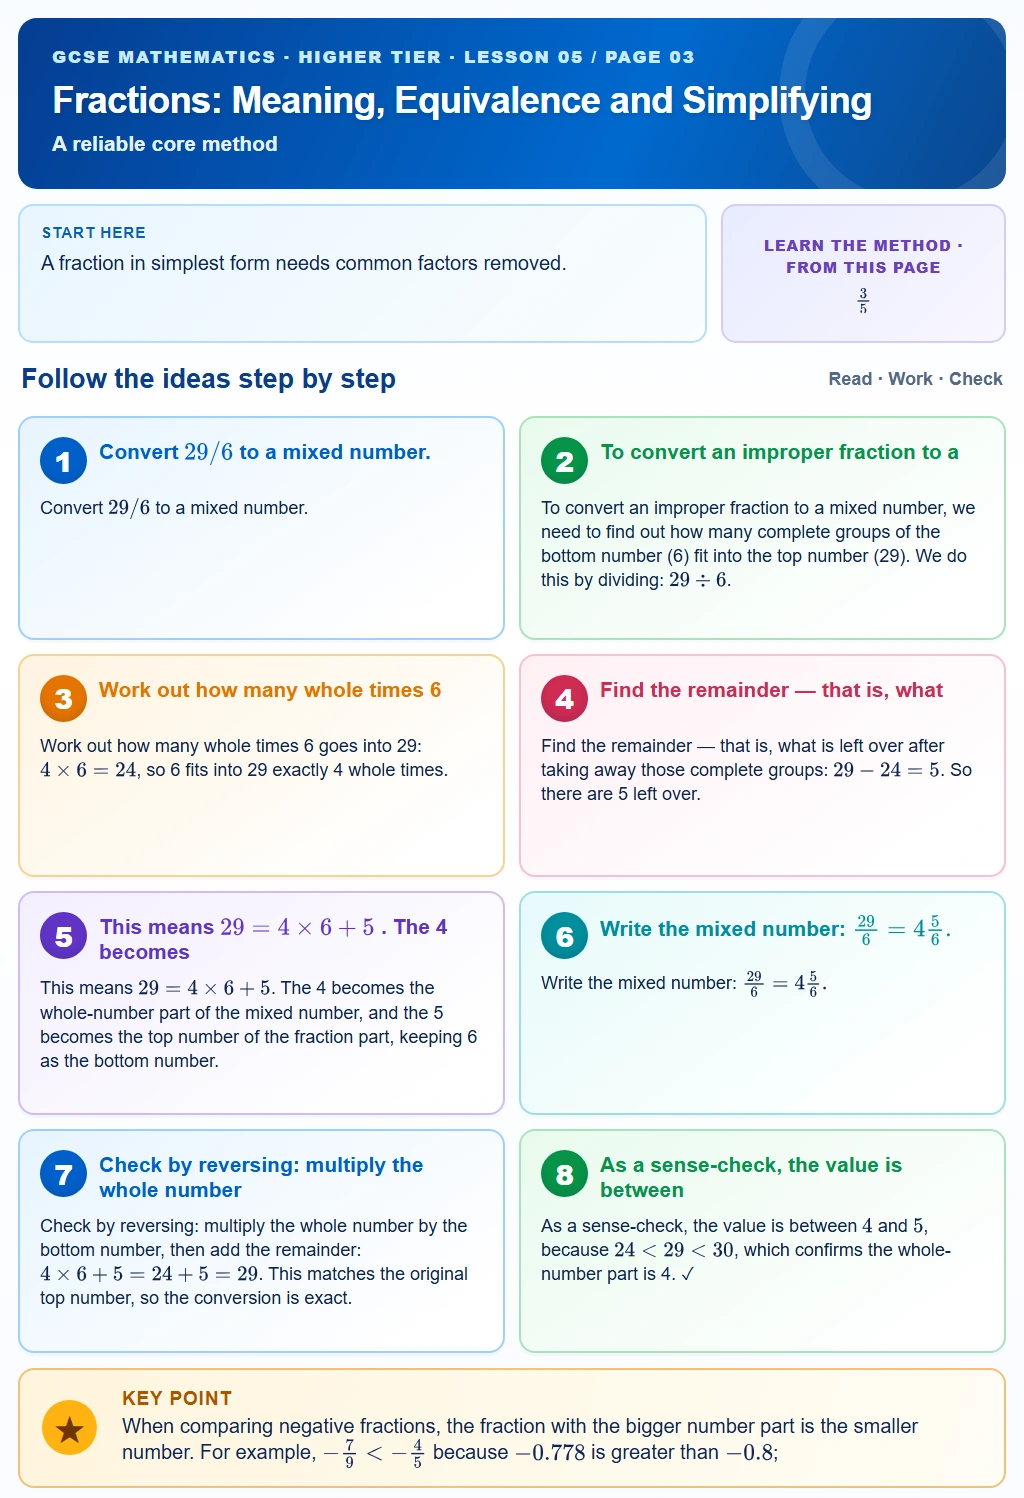 GCSE MATHEMATICS · HIGHER TIER · LESSON 05 / PAGE 03
Fractions: Meaning, Equivalence and Simplifying
A reliable core method
START HERE
A fraction in simplest form needs common factors removed.
LEARN THE METHOD ·
FROM THIS PAGE
3/5
Follow the ideas step by step
Read · Work · Check
1
Convert 29/6 to a mixed number.
Convert 29/6 to a mixed number.
2
To convert an improper fraction to a
To convert an improper fraction to a mixed number, we
need to find out how many complete groups of the
bottom number (6) fit into the top number (29). We do
this by dividing: 29 ÷ 6.
3
Work out how many whole times 6
Work out how many whole times 6 goes into 29:
4 × 6 = 24, so 6 fits into 29 exactly 4 whole times.
4
Find the remainder — that is, what
Find the remainder — that is, what is left over after
taking away those complete groups: 29 − 24 = 5. So
there are 5 left over.
5
This means 29 = 4 × 6 + 5 . The 4
becomes
This means 29 = 4 × 6 + 5. The 4 becomes the
whole-number part of the mixed number, and the 5
becomes the top number of the fraction part, keeping 6
as the bottom number.
6
Write the mixed number: 29/6 = 4 5/6 .
Write the mixed number: 29/6 = 4 5/6.
7
Check by reversing: multiply the
whole number
Check by reversing: multiply the whole number by the
bottom number, then add the remainder:
4 × 6 + 5 = 24 + 5 = 29. This matches the original
top number, so the conversion is exact.
8
As a sense-check, the value is
between
As a sense-check, the value is between 4 and 5,
because 24 < 29 < 30, which confirms the whole-
number part is 4. ✓
KEY POINT
When comparing negative fractions, the fraction with the bigger number part is the smaller
number. For example, −7/9 < −4/5 because −0.778 is greater than −0.8;